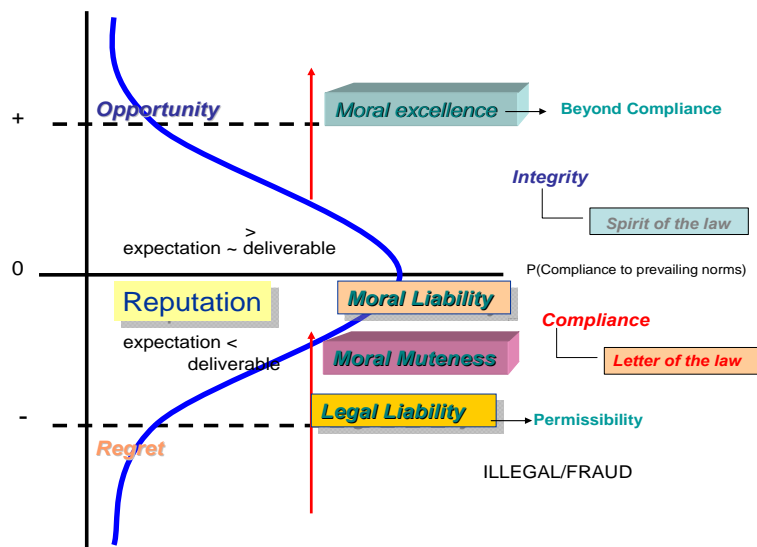 Opportunity
+
Moral excellence
Beyond Compliance
Integrity
Spirit of the law
>
expectation ~ deliverable
0
P(Compliance to prevailing norms)
Reputation
Moral Liability
Compliance
expectation <
deliverable
Moral Muteness
Letter of the law
Legal Liability
-
Permissibility
Regret
ILLEGAL/FRAUD